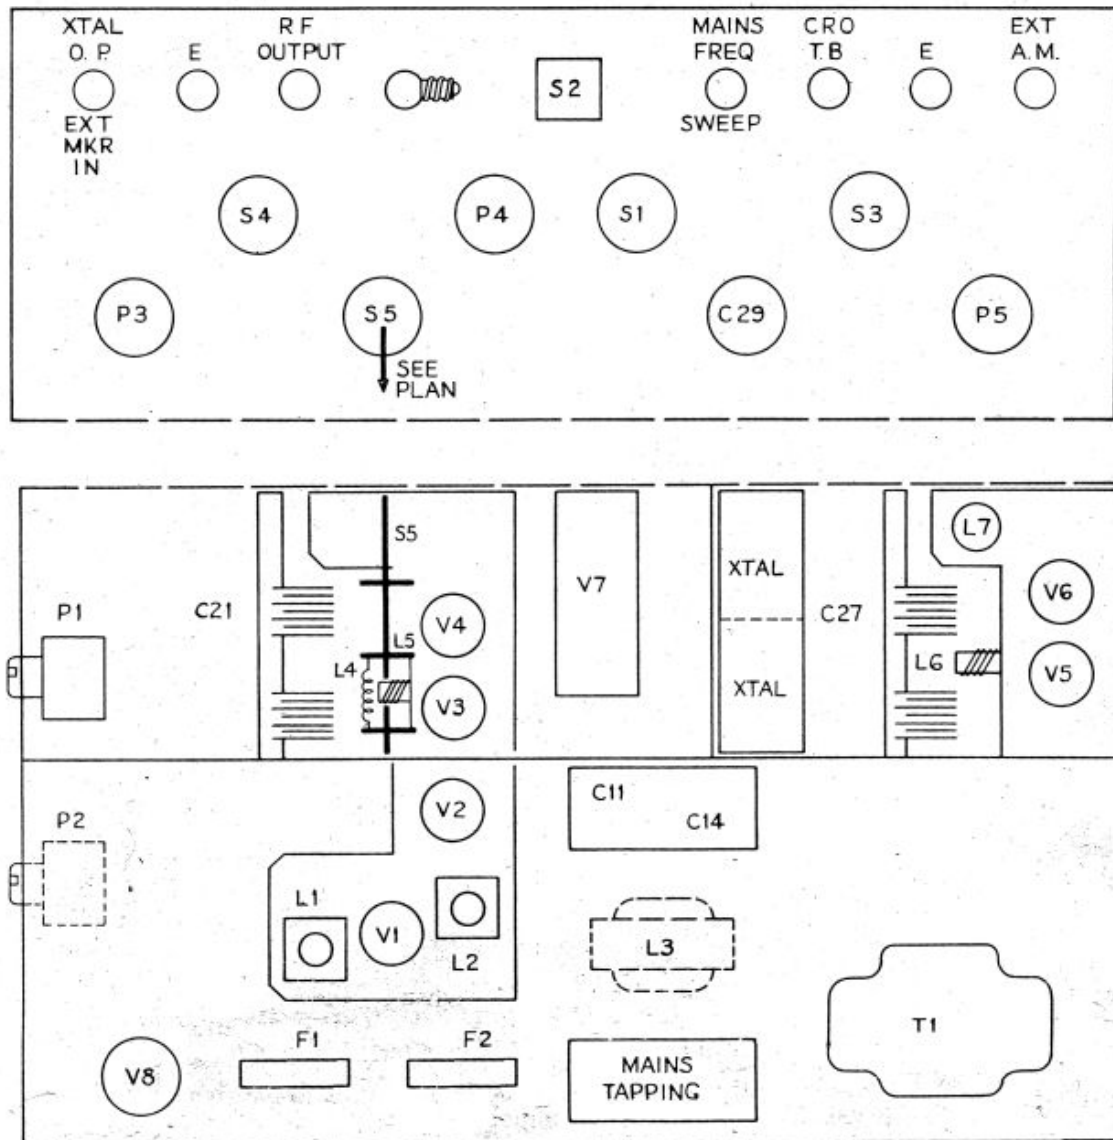 XTAL
O.P.
E
RF
OUTPUT
MAINS
FREQ
CRO
T.B
E
EXT
A.M.
S2
EXT
MKR
IN
SWEEP
S4
P4
S1
S3
P3
S5
C29
P5
SEE
PLAN
S5
L7
XTAL
V7
V6
P1
C21
V4
C27
L5
L4
L6
V5
XTAL
V3
C11
V2
C14
P2
L1
V1
L2
L3
T1
F1
F2
V8
MAINS
TAPPING